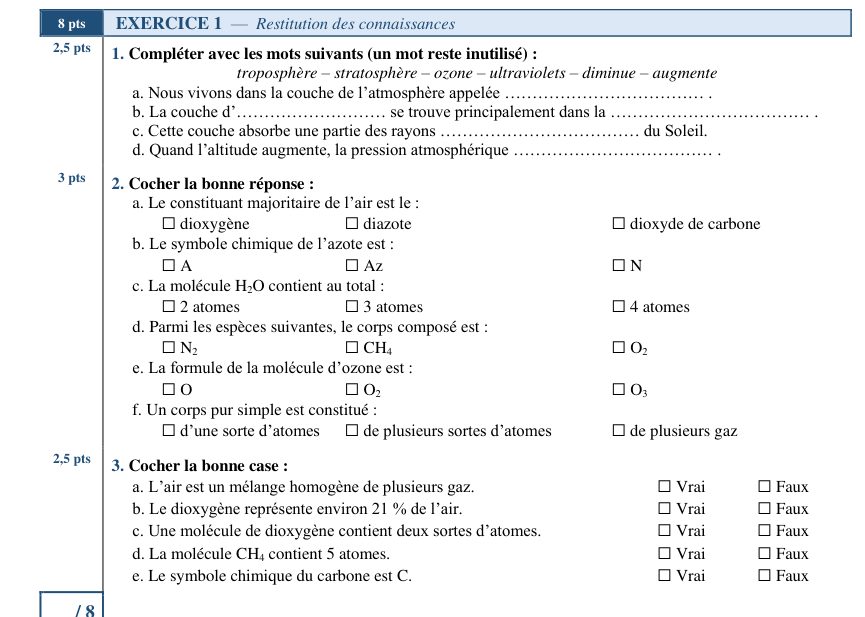 8 pts EXERCICE 1 — Restitution des connaissances
2,5 pts
1. Compléter avec les mots suivants (un mot reste inutilisé) :
troposphère – stratosphère – ozone – ultraviolets – diminue – augmente
a. Nous vivons dans la couche de l’atmosphère appelée ……………………………… .
b. La couche d’……………………… se trouve principalement dans la ……………………………… .
c. Cette couche absorbe une partie des rayons ……………………………… du Soleil.
d. Quand l’altitude augmente, la pression atmosphérique ……………………………… .
3 pts
2. Cocher la bonne réponse :
a. Le constituant majoritaire de l’air est le :
☐ dioxygène ☐ diazote ☐ dioxyde de carbone
b. Le symbole chimique de l’azote est :
☐ A ☐ Az ☐ N
c. La molécule H₂O contient au total :
☐ 2 atomes ☐ 3 atomes ☐ 4 atomes
d. Parmi les espèces suivantes, le corps composé est :
☐ N₂ ☐ CH₄ ☐ O₂
e. La formule de la molécule d’ozone est :
☐ O ☐ O₂ ☐ O₃
f. Un corps pur simple est constitué :
☐ d’une sorte d’atomes ☐ de plusieurs sortes d’atomes ☐ de plusieurs gaz
2,5 pts
3. Cocher la bonne case :
a. L’air est un mélange homogène de plusieurs gaz. ☐ Vrai ☐ Faux
b. Le dioxygène représente environ 21 % de l’air. ☐ Vrai ☐ Faux
c. Une molécule de dioxygène contient deux sortes d’atomes. ☐ Vrai ☐ Faux
d. La molécule CH₄ contient 5 atomes. ☐ Vrai ☐ Faux
e. Le symbole chimique du carbone est C. ☐ Vrai ☐ Faux
/ 8